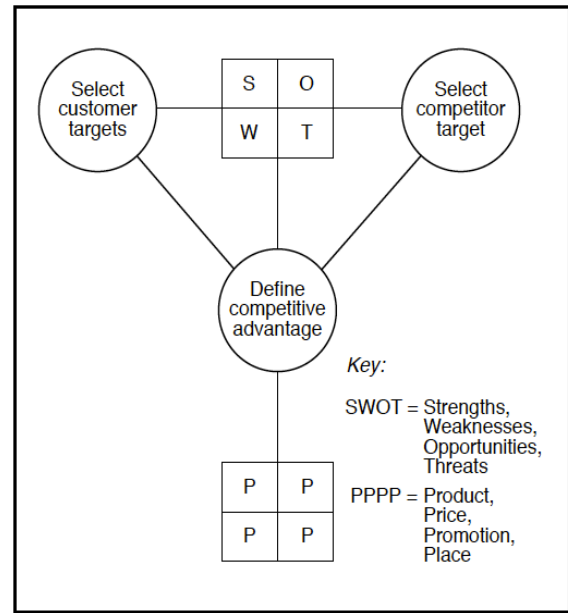 Select
customer
targets
S O
W T
Select
competitor
target
Define
competitive
advantage
Key:
SWOT = Strengths,
Weaknesses,
Opportunities,
Threats
P P
P P
PPPP = Product,
Price,
Promotion,
Place